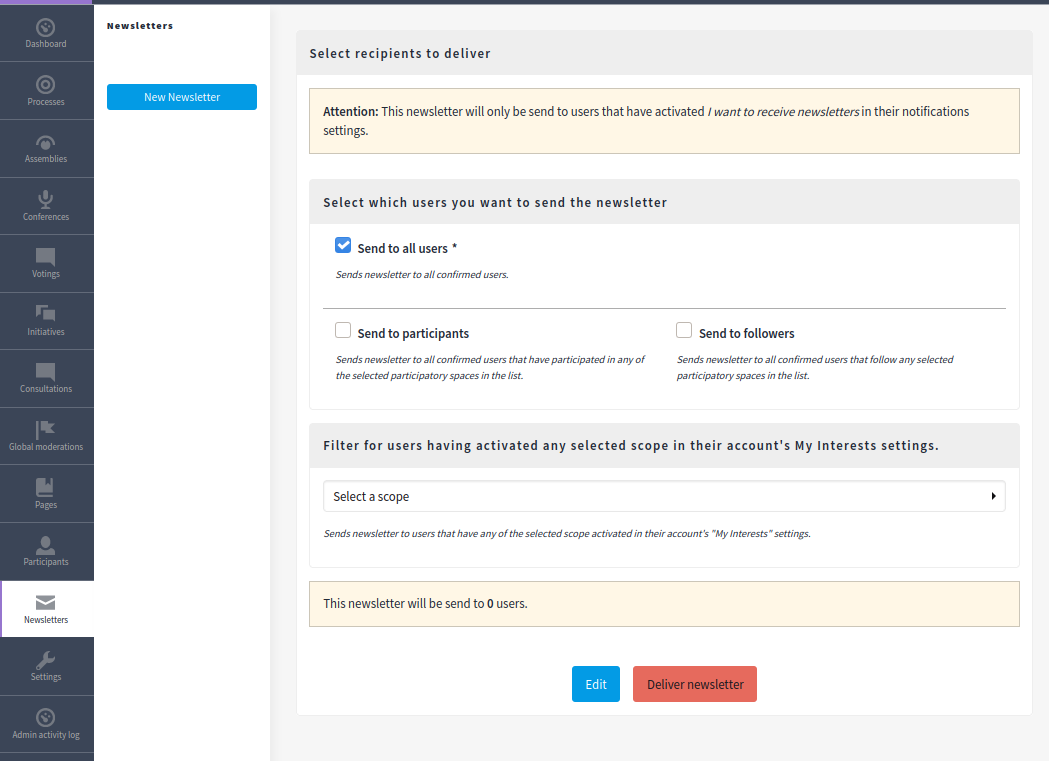 Dashboard
Processes
Assemblies
Conferences
Votings
Initiatives
Consultations
Global moderations
Pages
Participants
Newsletters
Settings
Admin activity log
Newsletters
New Newsletter
Select recipients to deliver
Attention: This newsletter will only be send to users that have activated I want to receive newsletters in their notifications
settings.
Select which users you want to send the newsletter
Send to all users *
Sends newsletter to all confirmed users.
Send to participants
Sends newsletter to all confirmed users that have participated in any of
the selected participatory spaces in the list.
Send to followers
Sends newsletter to all confirmed users that follow any selected
participatory spaces in the list.
Filter for users having activated any selected scope in their account's My Interests settings.
Select a scope
Sends newsletter to users that have any of the selected scope activated in their account's "My Interests" settings.
This newsletter will be send to 0 users.
Edit
Deliver newsletter